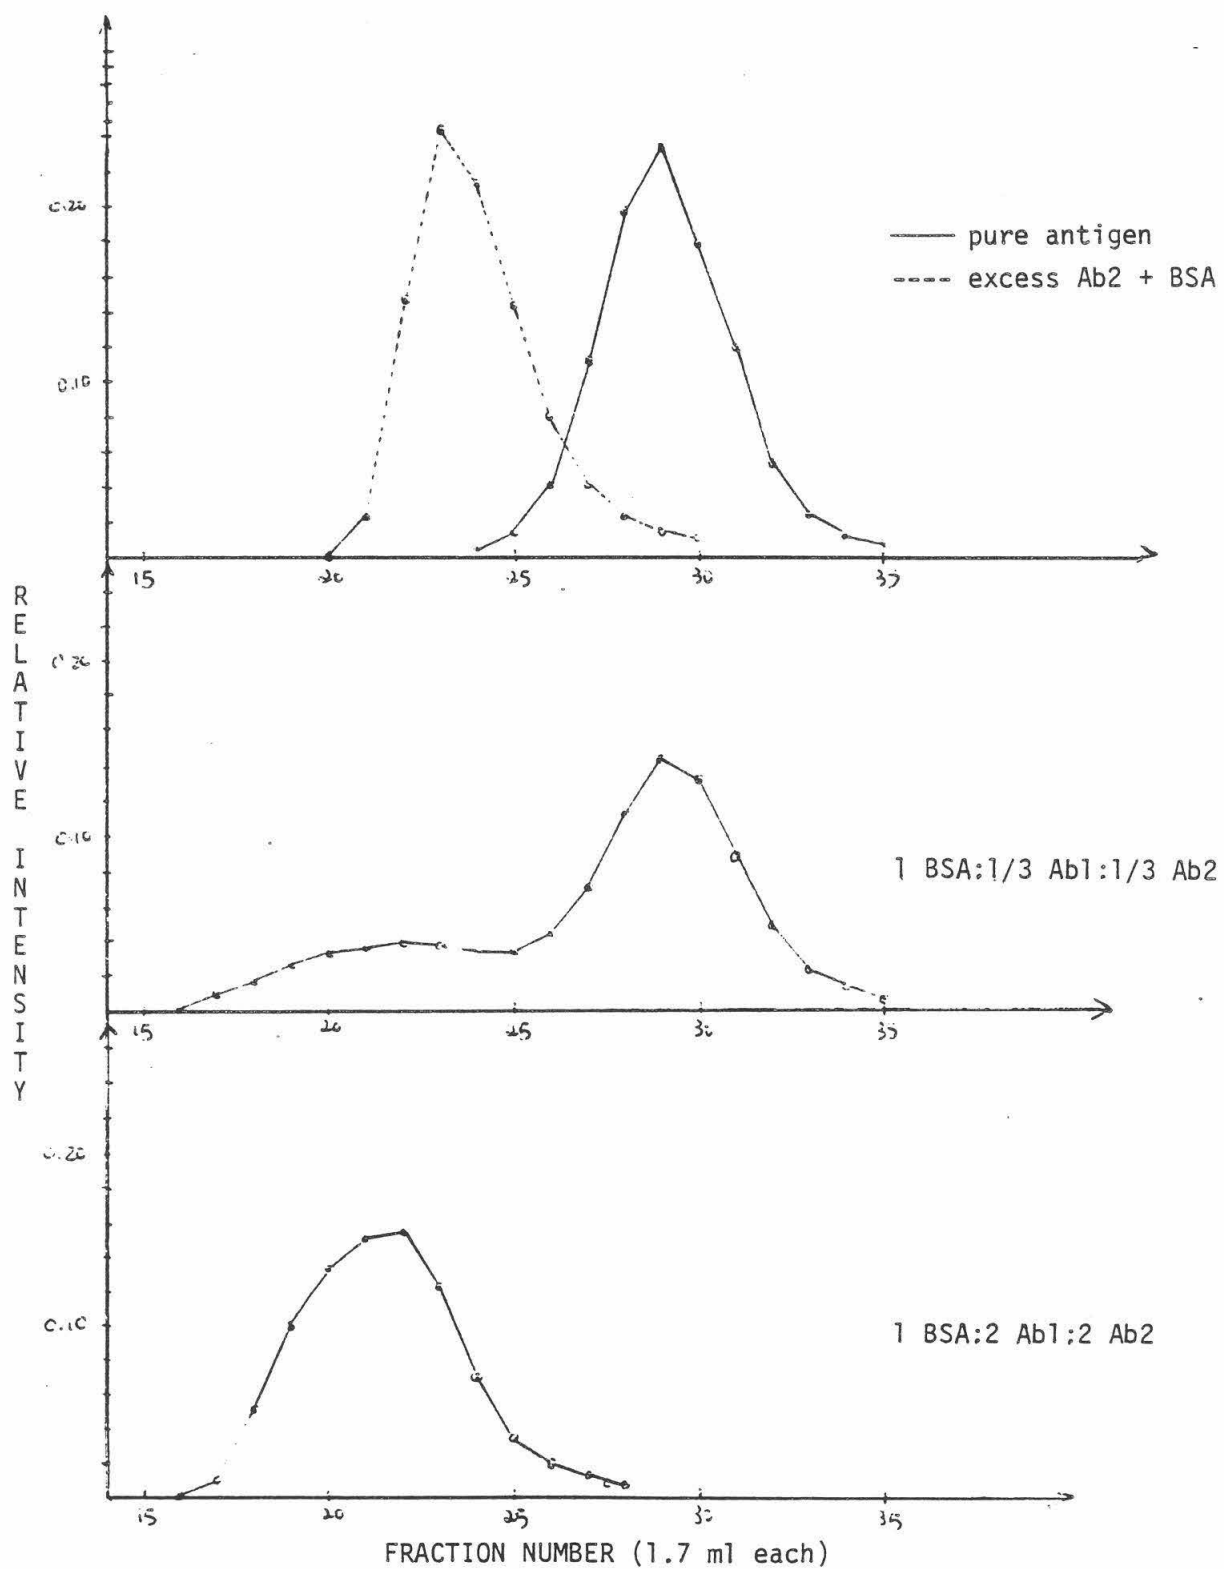 0.20
pure antigen
excess Ab2 + BSA
0.10
15 20 25 30 35
RELATIVE INTENSITY
0.20
0.10
1 BSA:1/3 Ab1:1/3 Ab2
15 20 25 30 35
0.20
0.10
1 BSA:2 Ab1:2 Ab2
15 20 25 30 35
FRACTION NUMBER (1.7 ml each)